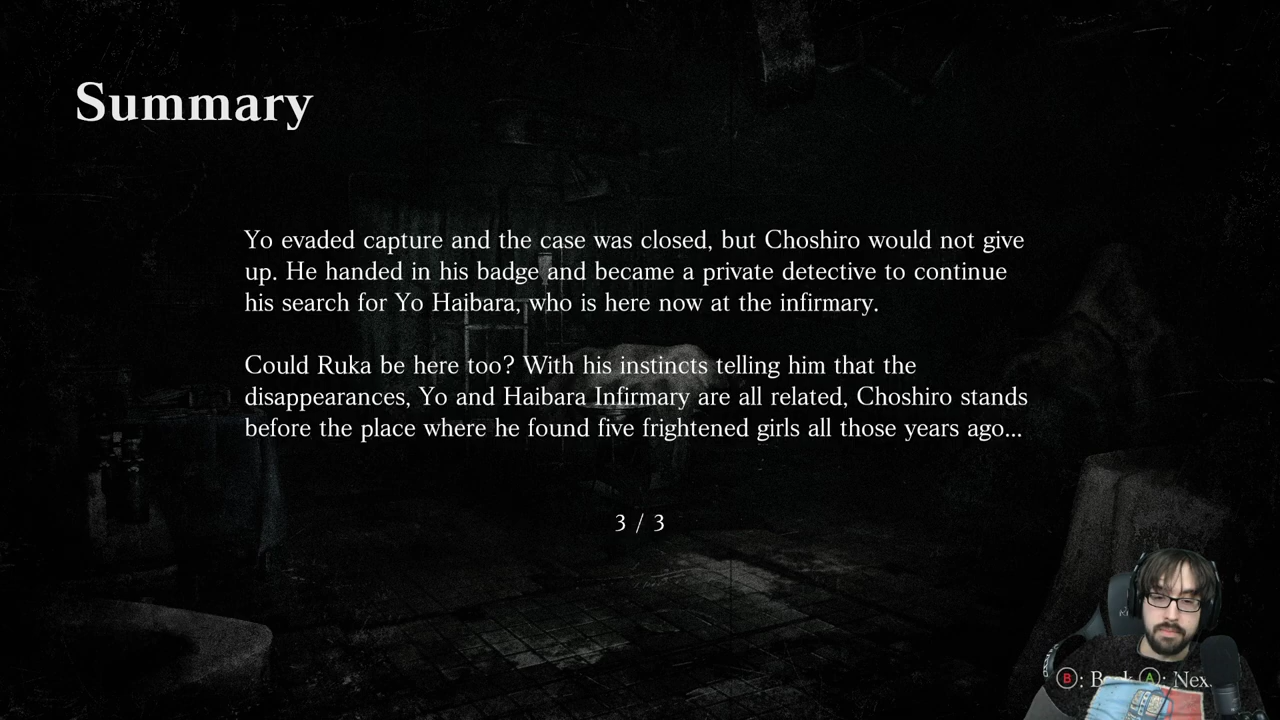 Summary
Yo evaded capture and the case was closed, but Choshiro would not give
up. He handed in his badge and became a private detective to continue
his search for Yo Haibara, who is here now at the infirmary.
Could Ruka be here too? With his instincts telling him that the
disappearances, Yo and Haibara Infirmary are all related, Choshiro stands
before the place where he found five frightened girls all those years ago...
3 / 3
B: Back A: Nex